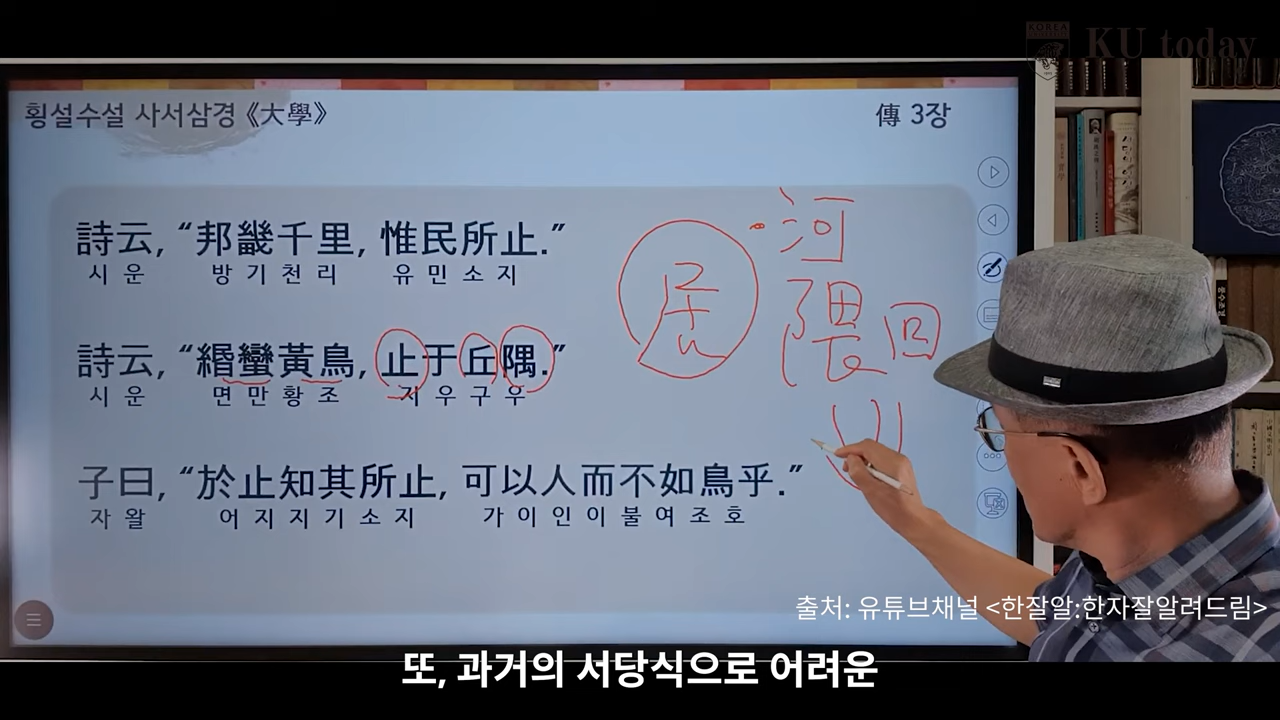 KU today
횡설수설 사서삼경《大學》
傳 3장
詩云, “邦畿千里, 惟民所止.”
시 운 방 기 천 리 유 민 소 지
詩云, “緡蠻黃鳥, 止于丘隅.”
시 운 면 만 황 조 지 우 구 우
子曰, “於止知其所止, 可以人而不如鳥乎.”
자 왈 어 지 지 기 소 지 가 이 인 이 불 여 조 호
居
河
隈
출처: 유튜브채널 <한잘알:한자잘알려드림>
또, 과거의 서당식으로 어려운